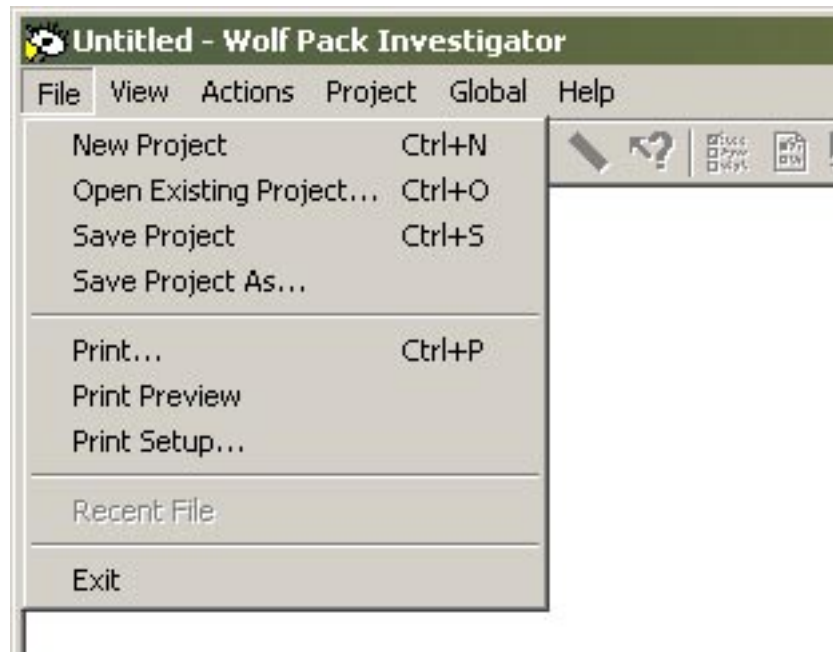 Untitled - Wolf Pack Investigator
File View Actions Project Global Help
New Project Ctrl+N
Open Existing Project... Ctrl+O
Save Project Ctrl+S
Save Project As...
Print... Ctrl+P
Print Preview
Print Setup...
Recent File
Exit